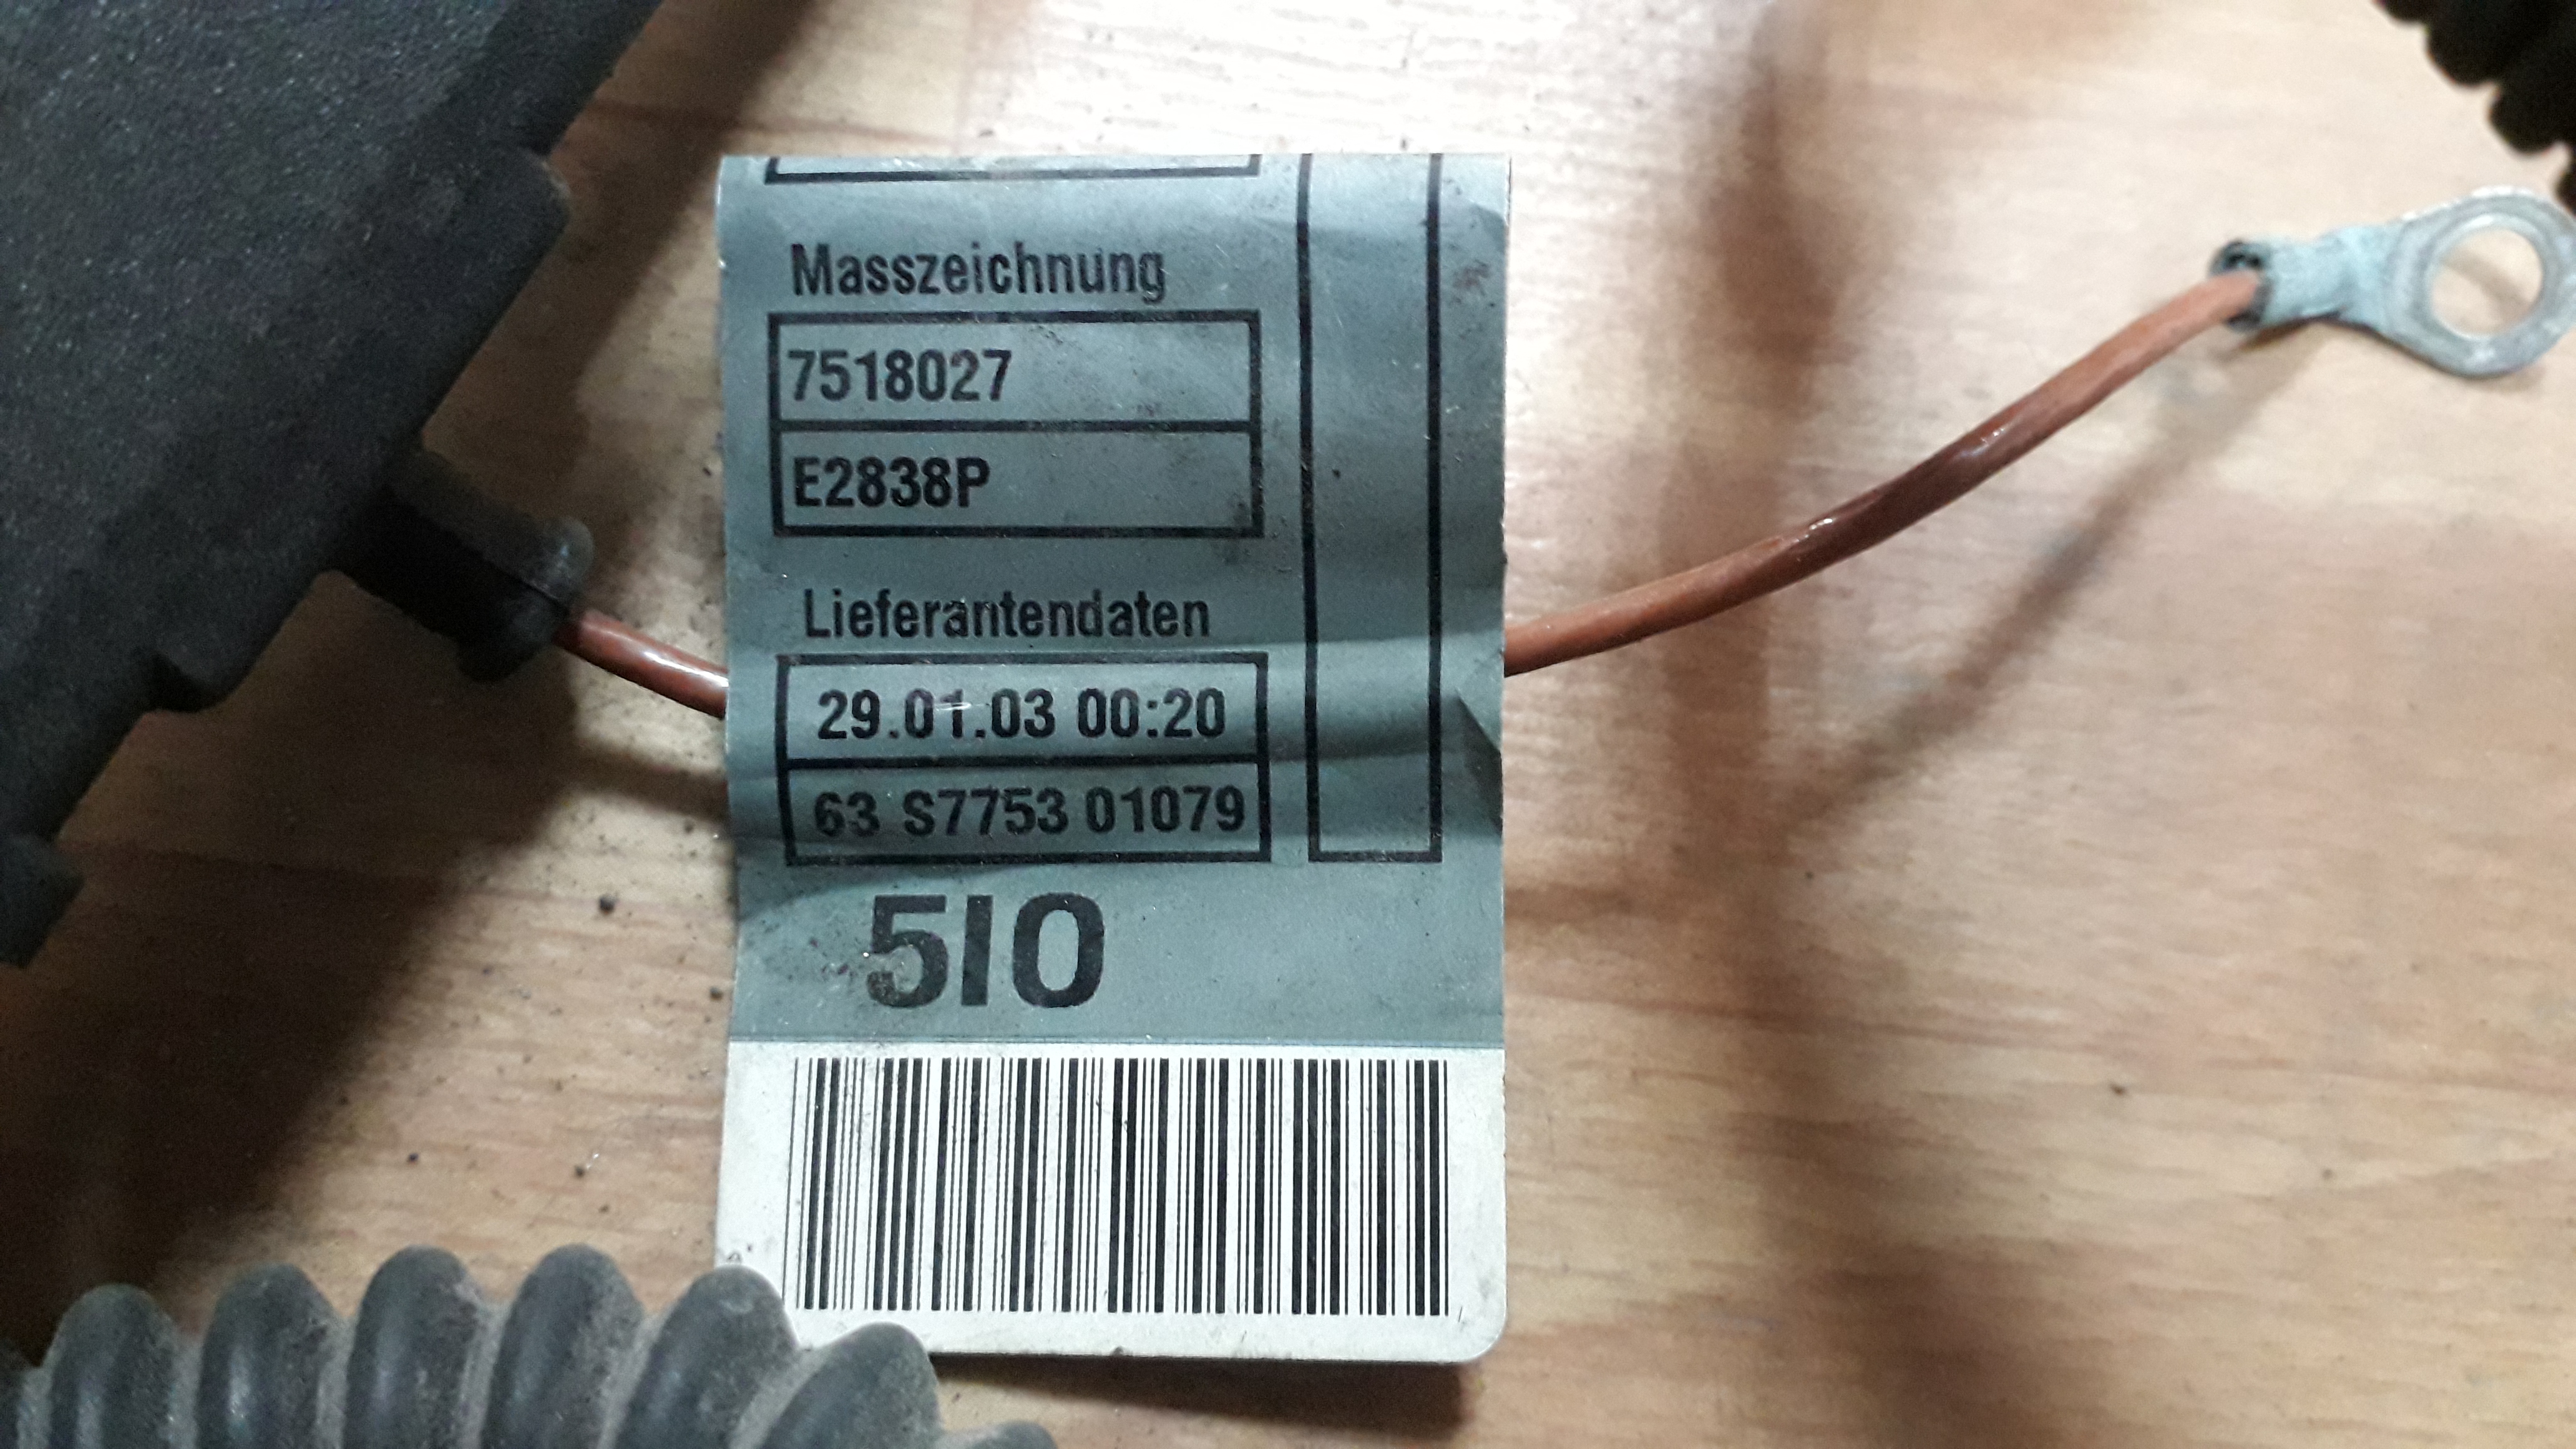 Masszeichnung
7518027
E2838P
Lieferantendaten
29.01.03 00:20
63 S7753 01079
5I0